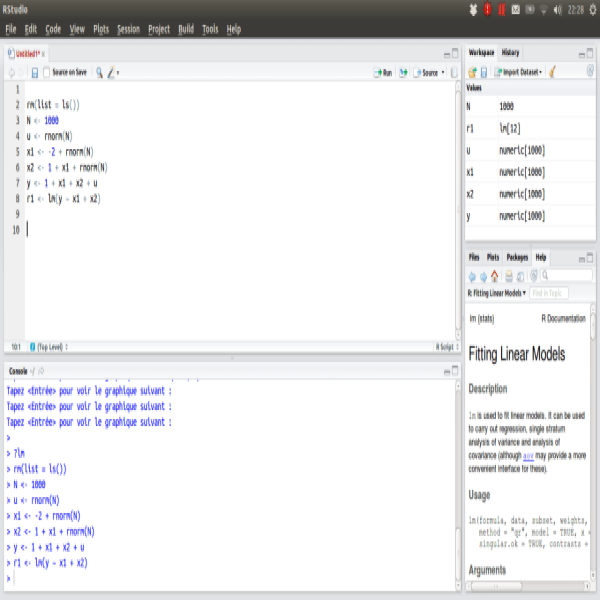 RStudio
22:28
File Edit Code View Plots Session Project Build Tools Help
Untitled1* x
Source on Save
Run
Source
1
2 rm(list = ls())
3 N <- 1000
4 u <- rnorm(N)
5 x1 <- -2 + rnorm(N)
6 x2 <- 1 + x1 + rnorm(N)
7 y <- 1 + x1 + x2 + u
8 r1 <- lm(y ~ x1 + x2)
9
10
10:1 (Top Level)
R Script
Console ~/
Tapez <Entrée> pour voir le graphique suivant :
Tapez <Entrée> pour voir le graphique suivant :
Tapez <Entrée> pour voir le graphique suivant :
>
> ?lm
> rm(list = ls())
> N <- 1000
> u <- rnorm(N)
> x1 <- -2 + rnorm(N)
> x2 <- 1 + x1 + rnorm(N)
> y <- 1 + x1 + x2 + u
> r1 <- lm(y ~ x1 + x2)
>
Workspace History
Import Dataset
Values
N 1000
r1 lm[12]
u numeric[1000]
x1 numeric[1000]
x2 numeric[1000]
y numeric[1000]
Files Plots Packages Help
R: Fitting Linear Models
Find in Topic
lm {stats}
R Documentation
Fitting Linear Models
Description
lm is used to fit linear models. It can be used
to carry out regression, single stratum
analysis of variance and analysis of
covariance (although aov may provide a more
convenient interface for these).
Usage
lm(formula, data, subset, weights,
method = "qr", model = TRUE, x =
singular.ok = TRUE, contrasts =
Arguments